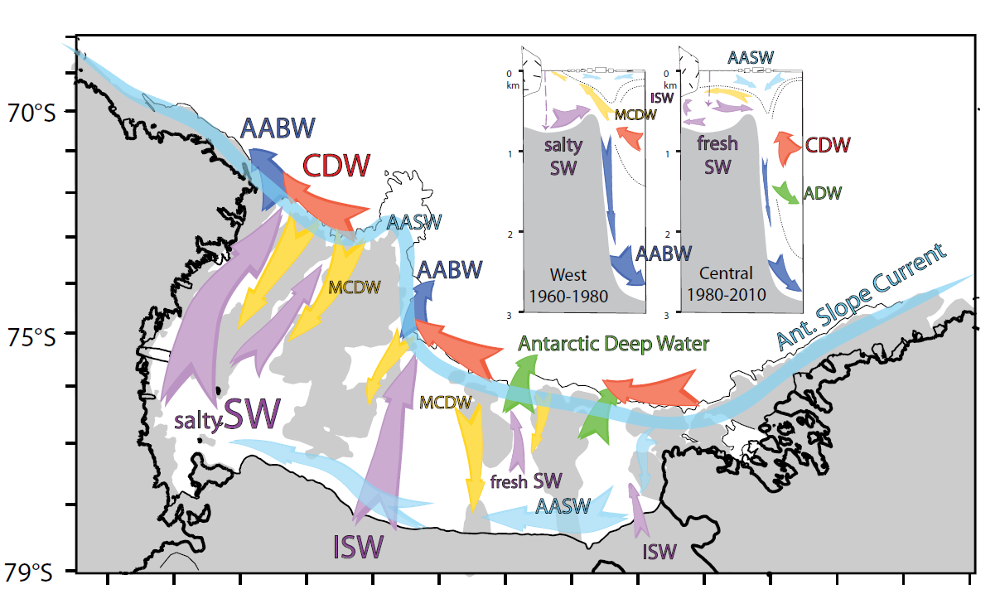 70°S
75°S
79°S
AABW
CDW
AASW
AABW
MCDW
salty SW
MCDW
Antarctic Deep Water
Ant. Slope Current
fresh SW
AASW
ISW
ISW
0
km
1
2
3
MCDW
salty
SW
AABW
West
1960-1980
AASW
0
km
ISW
1
2
3
fresh
SW
CDW
ADW
Central
1980-2010